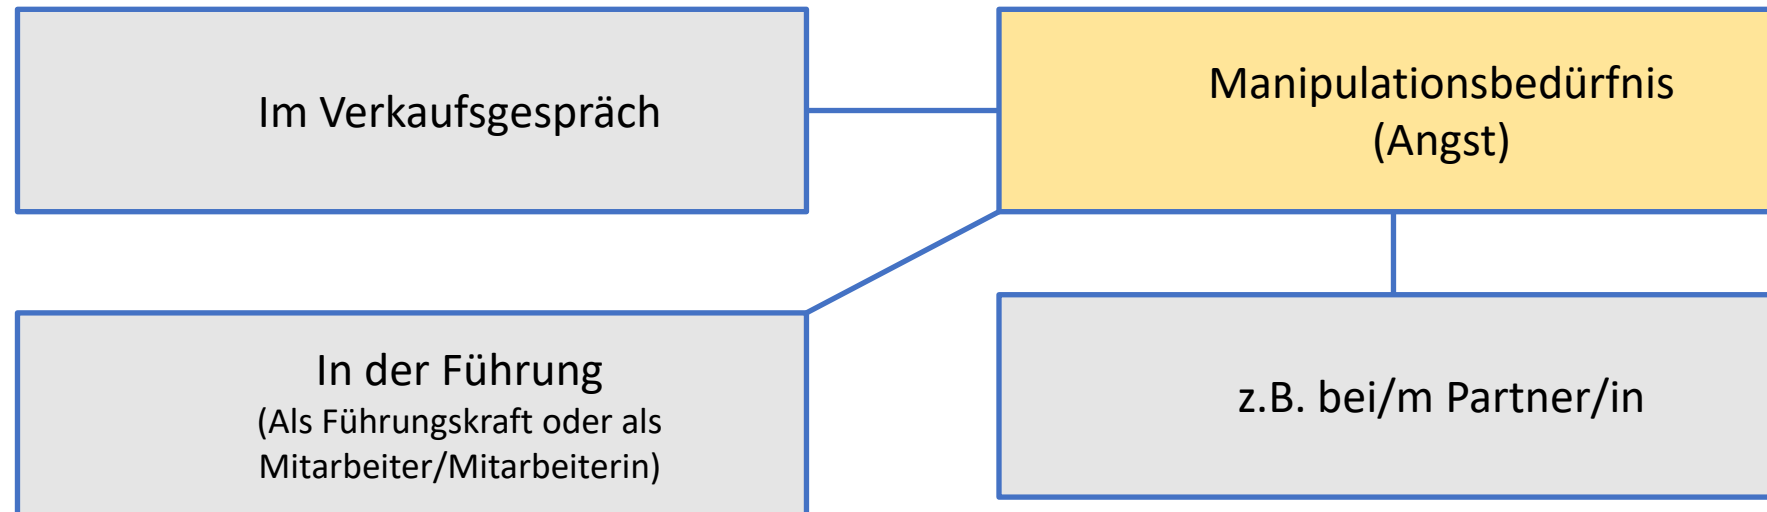 Im Verkaufsgespräch
Manipulationsbedürfnis
(Angst)
In der Führung
(Als Führungskraft oder als
Mitarbeiter/Mitarbeiterin)
z.B. bei/m Partner/in